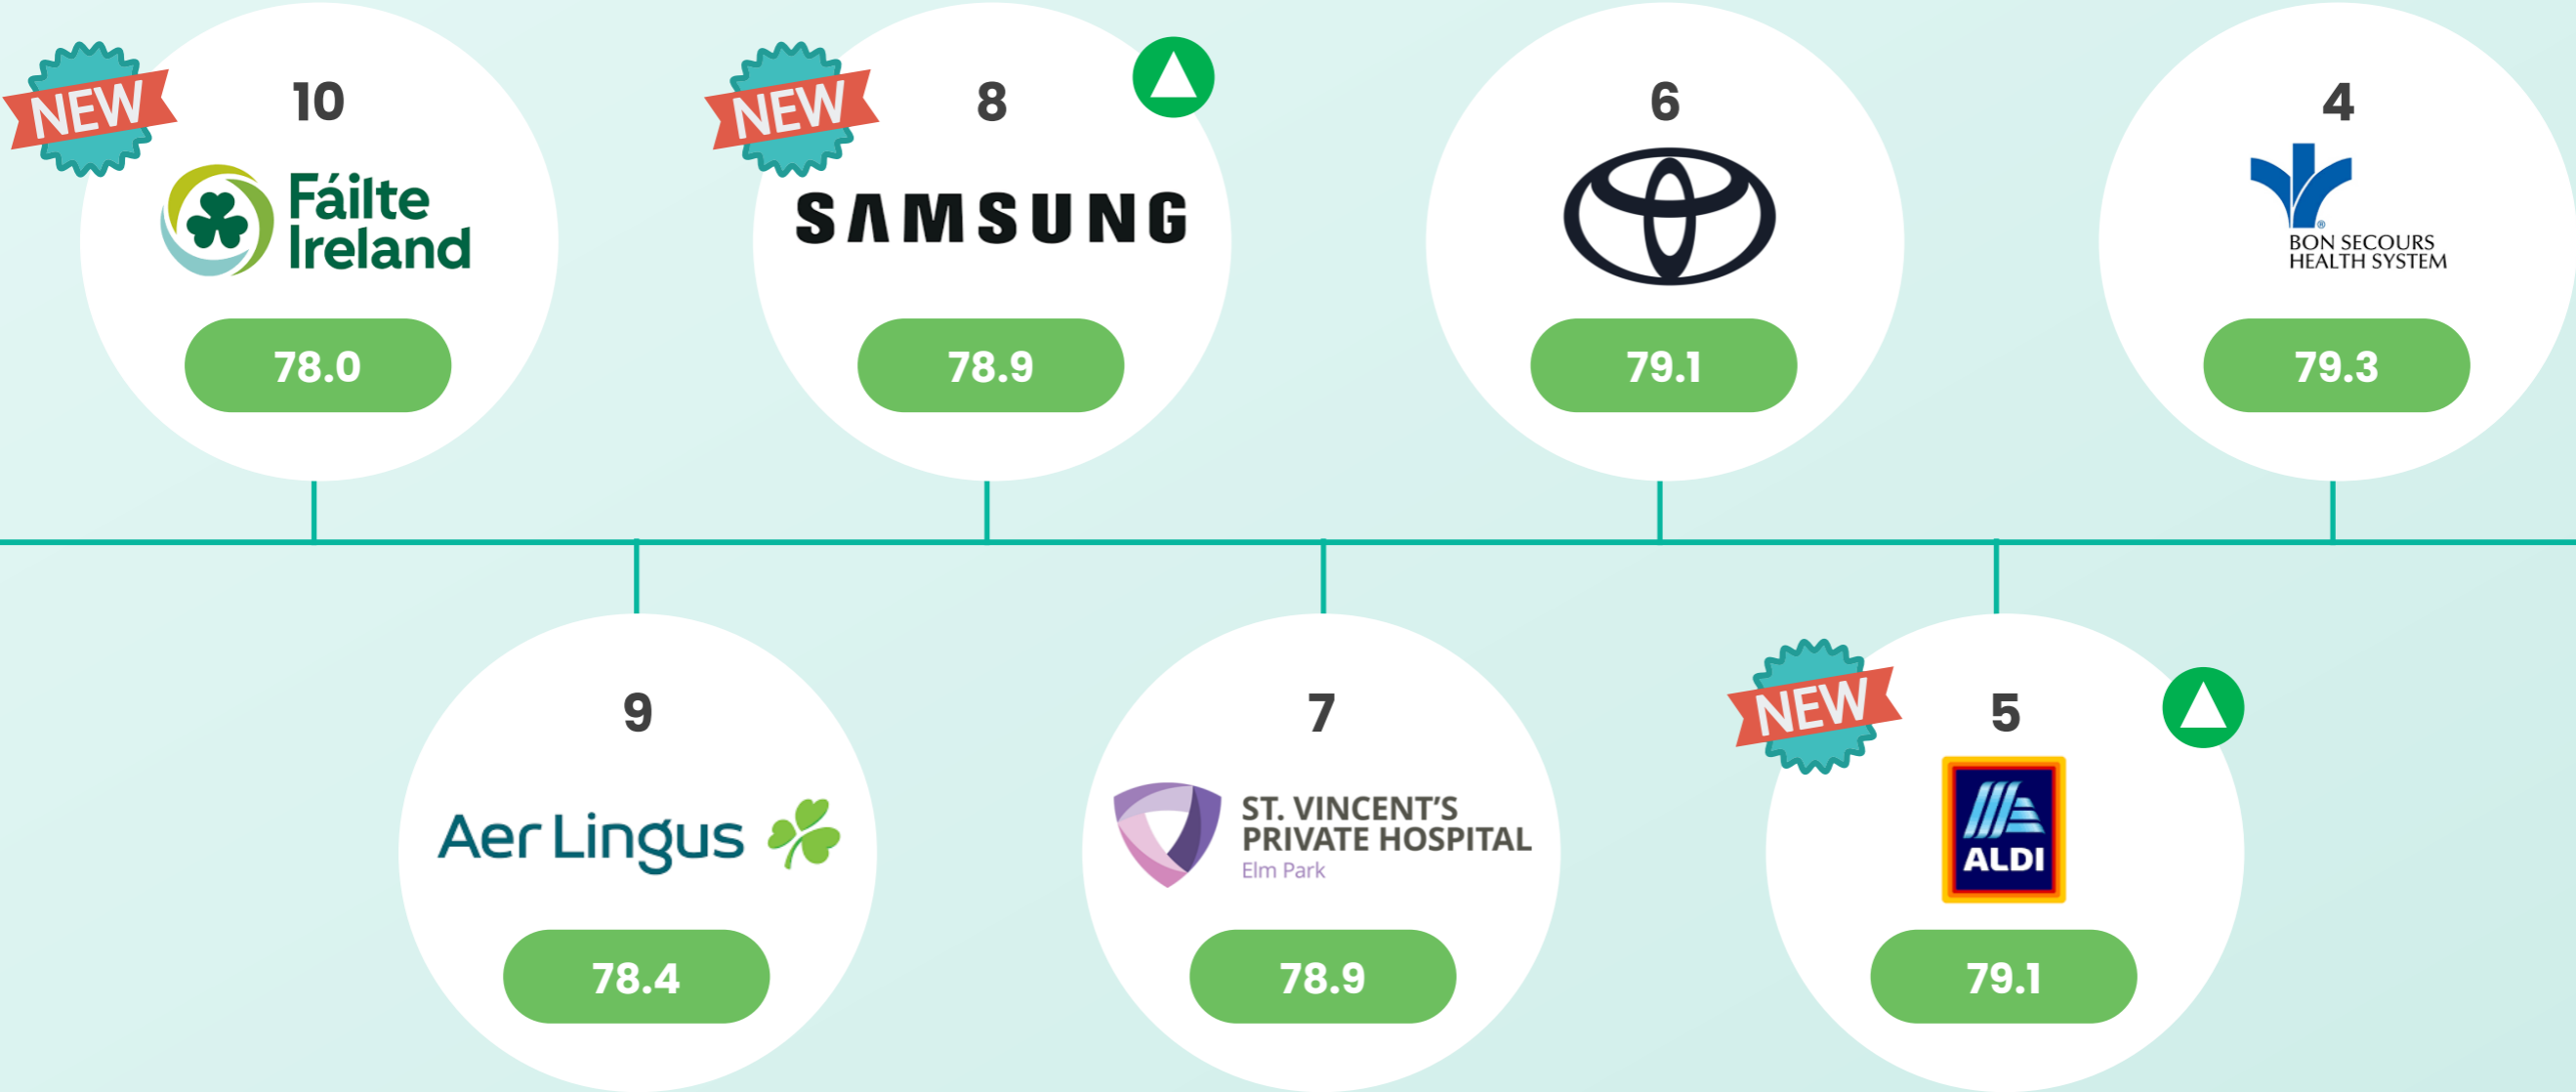 NEW
10
Fáilte
Ireland
78.0
NEW
8
SAMSUNG
78.9
6
79.1
4
®
BON SECOURS
HEALTH SYSTEM
79.3
9
Aer Lingus
78.4
7
ST. VINCENT'S
PRIVATE HOSPITAL
Elm Park
78.9
NEW
5
ALDI
79.1